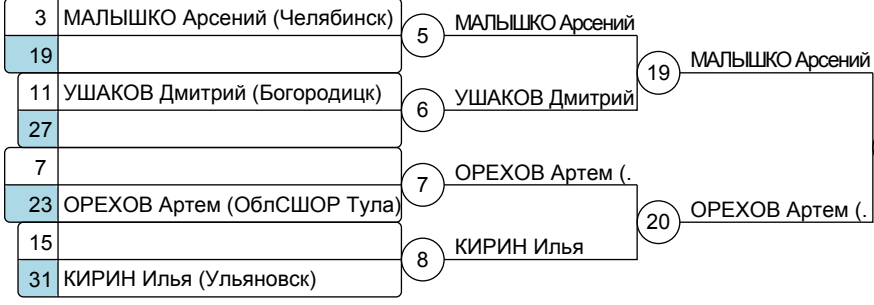 3 МАЛЫШКО Арсений (Челябинск)
5
МАЛЫШКО Арсений
19
19
МАЛЫШКО Арсений
11 УШАКОВ Дмитрий (Богородицк)
6
УШАКОВ Дмитрий
27
7
7
ОРЕХОВ Артем (.
23 ОРЕХОВ Артем (ОблСШОР Тула)
20
ОРЕХОВ Артем (.
15
8
КИРИН Илья
31 КИРИН Илья (Ульяновск)